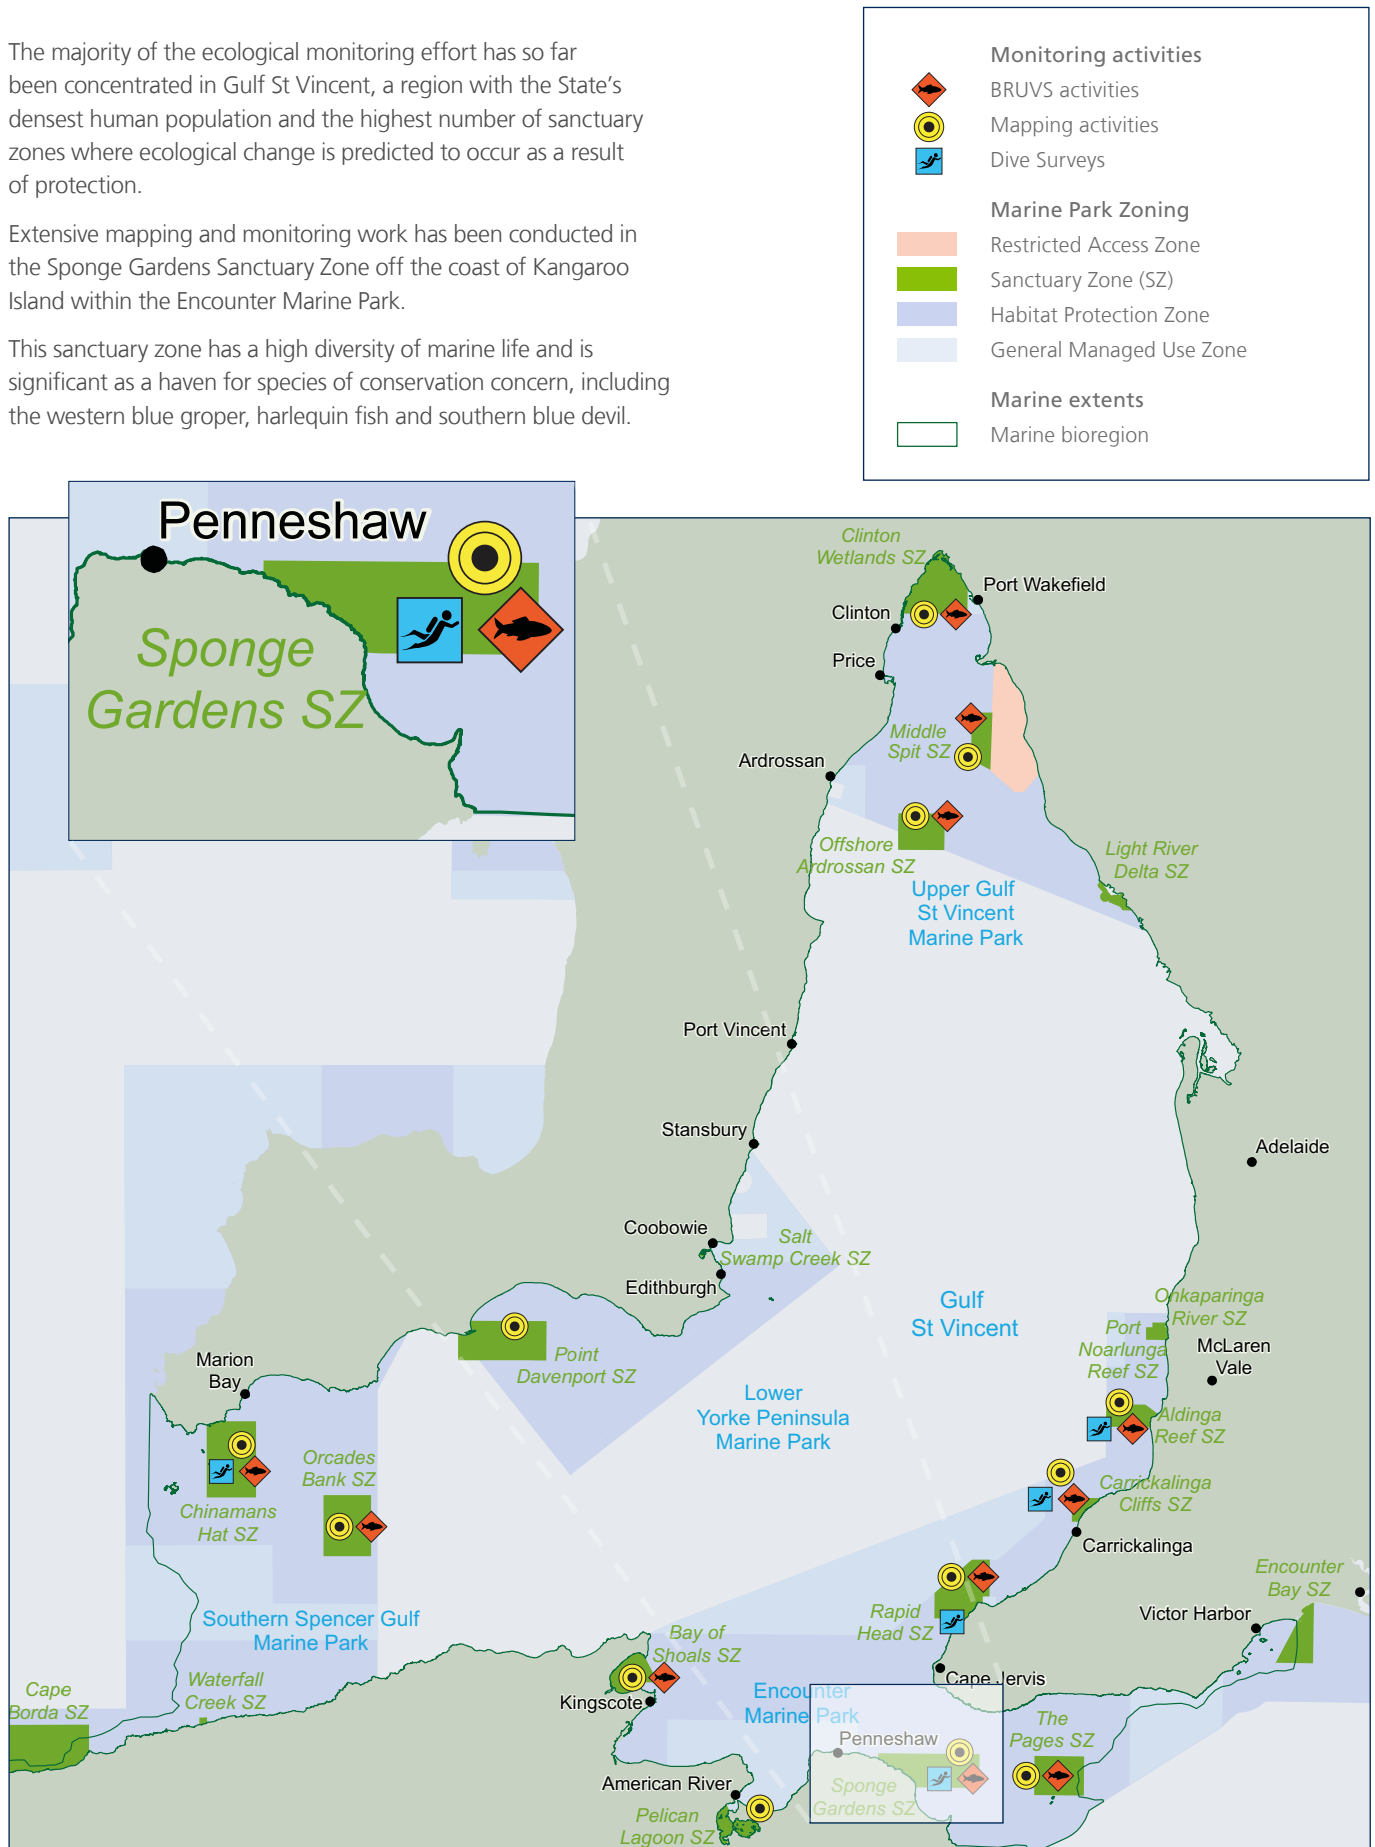 The majority of the ecological monitoring effort has so far
been concentrated in Gulf St Vincent, a region with the State’s
densest human population and the highest number of sanctuary
zones where ecological change is predicted to occur as a result
of protection.
Extensive mapping and monitoring work has been conducted in
the Sponge Gardens Sanctuary Zone off the coast of Kangaroo
Island within the Encounter Marine Park.
This sanctuary zone has a high diversity of marine life and is
significant as a haven for species of conservation concern, including
the western blue groper, harlequin fish and southern blue devil.
Monitoring activities
BRUVS activities
Mapping activities
Dive Surveys
Marine Park Zoning
Restricted Access Zone
Sanctuary Zone (SZ)
Habitat Protection Zone
General Managed Use Zone
Marine extents
Marine bioregion
Penneshaw
Sponge
Gardens SZ
Clinton
Wetlands SZ
Port Wakefield
Clinton
Price
Middle
Spit SZ
Ardrossan
Offshore
Ardrossan SZ
Light River
Delta SZ
Upper Gulf
St Vincent
Marine Park
Port Vincent
Stansbury
Adelaide
Coobowie
Salt
Swamp Creek SZ
Edithburgh
Gulf
St Vincent
Onkaparinga
River SZ
Port
Noarlunga
Reef SZ
McLaren
Vale
Marion
Bay
Point
Davenport SZ
Lower
Yorke Peninsula
Marine Park
Aldinga
Reef SZ
Orcades
Bank SZ
Chinamans
Hat SZ
Carrickalinga
Cliffs SZ
Carrickalinga
Encounter
Bay SZ
Rapid
Head SZ
Victor Harbor
Southern Spencer Gulf
Marine Park
Bay of
Shoals SZ
Cape Jervis
Waterfall
Creek SZ
Cape
Borda SZ
Kingscote
Encounter
Marine Park
The
Pages SZ
Penneshaw
American River
Sponge
Gardens SZ
Pelican
Lagoon SZ